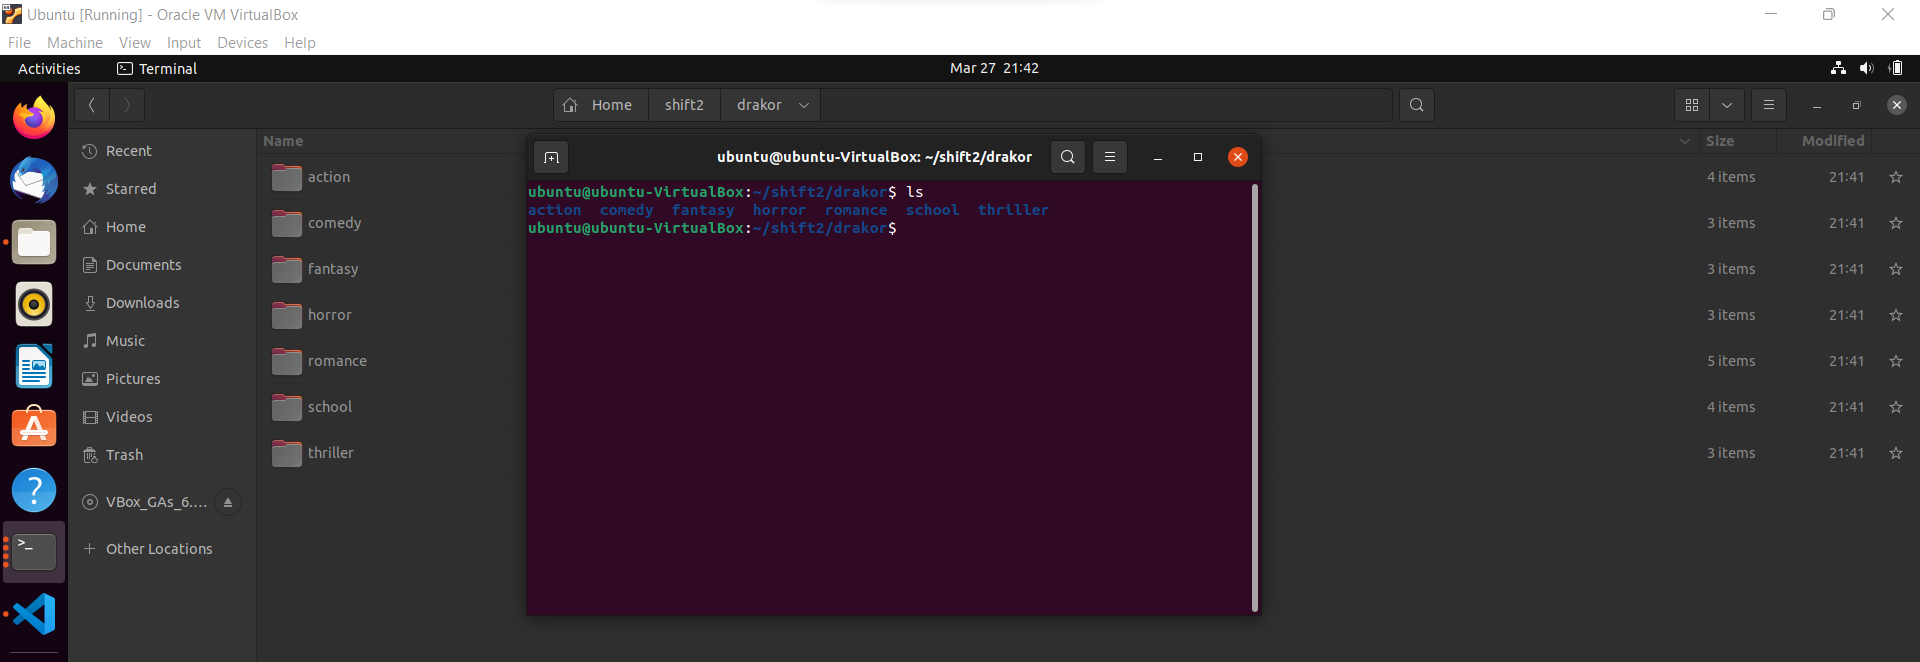 Ubuntu [Running] - Oracle VM VirtualBox
File Machine View Input Devices Help
Activities Terminal Mar 27 21:42
Home shift2 drakor
Recent
Starred
Home
Documents
Downloads
Music
Pictures
Videos
Trash
VBox_GAs_6....
+ Other Locations
Name Size Modified
action 4 items 21:41
comedy 3 items 21:41
fantasy 3 items 21:41
horror 3 items 21:41
romance 5 items 21:41
school 4 items 21:41
thriller 3 items 21:41
ubuntu@ubuntu-VirtualBox: ~/shift2/drakor
ubuntu@ubuntu-VirtualBox:~/shift2/drakor$ ls
action comedy fantasy horror romance school thriller
ubuntu@ubuntu-VirtualBox:~/shift2/drakor$